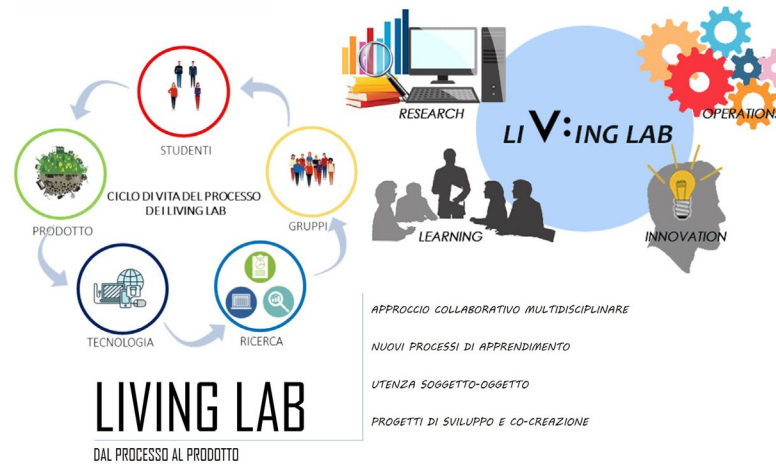 STUDENTI
PRODOTTO
CICLO DI VITA DEL PROCESSO
DEI LIVING LAB
GRUPPI
TECNOLOGIA
RICERCA
RESEARCH
OPERATIONS
LIV:ING LAB
LEARNING
INNOVATION
APPROCCIO COLLABORATIVO MULTIDISCIPLINARE
NUOVI PROCESSI DI APPRENDIMENTO
UTENZA SOGGETTO-OGGETTO
PROGETTI DI SVILUPPO E CO-CREAZIONE
LIVING LAB
DAL PROCESSO AL PRODOTTO